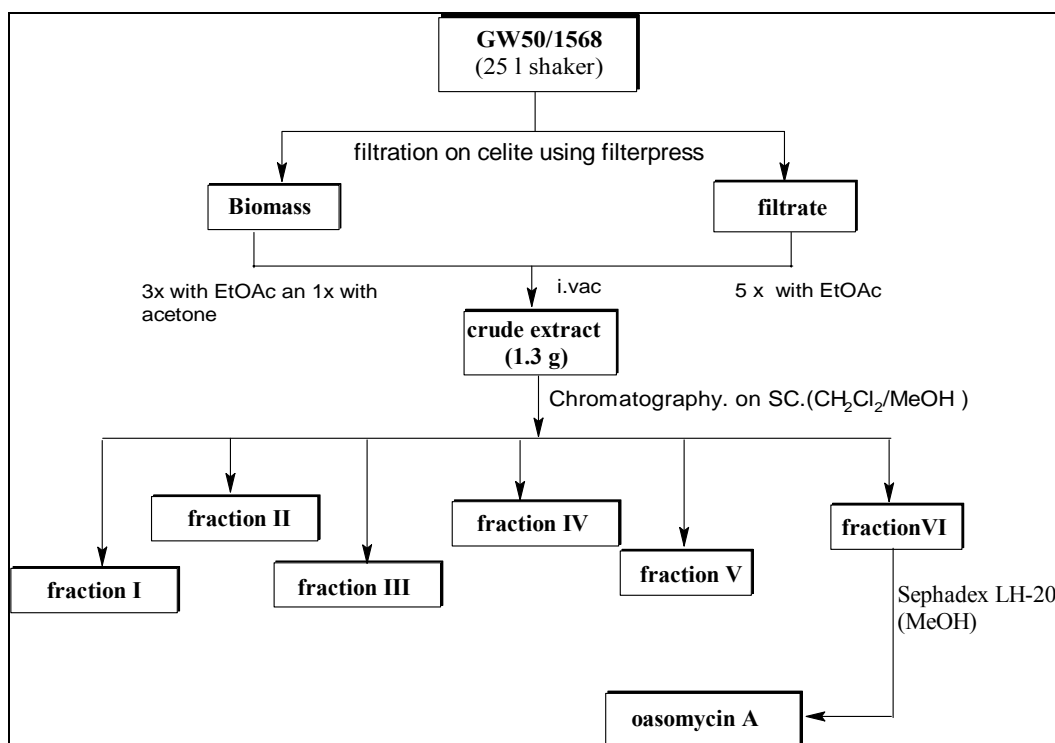 GW50/1568
(25 l shaker)
filtration on celite using filterpress
Biomass
filtrate
3x with EtOAc an 1x with
acetone
i.vac
5 x with EtOAc
crude extract
(1.3 g)
Chromatography. on SC.(CH₂Cl₂/MeOH )
fraction II
fraction IV
fractionVI
fraction I
fraction III
fraction V
Sephadex LH-20
(MeOH)
oasomycin A